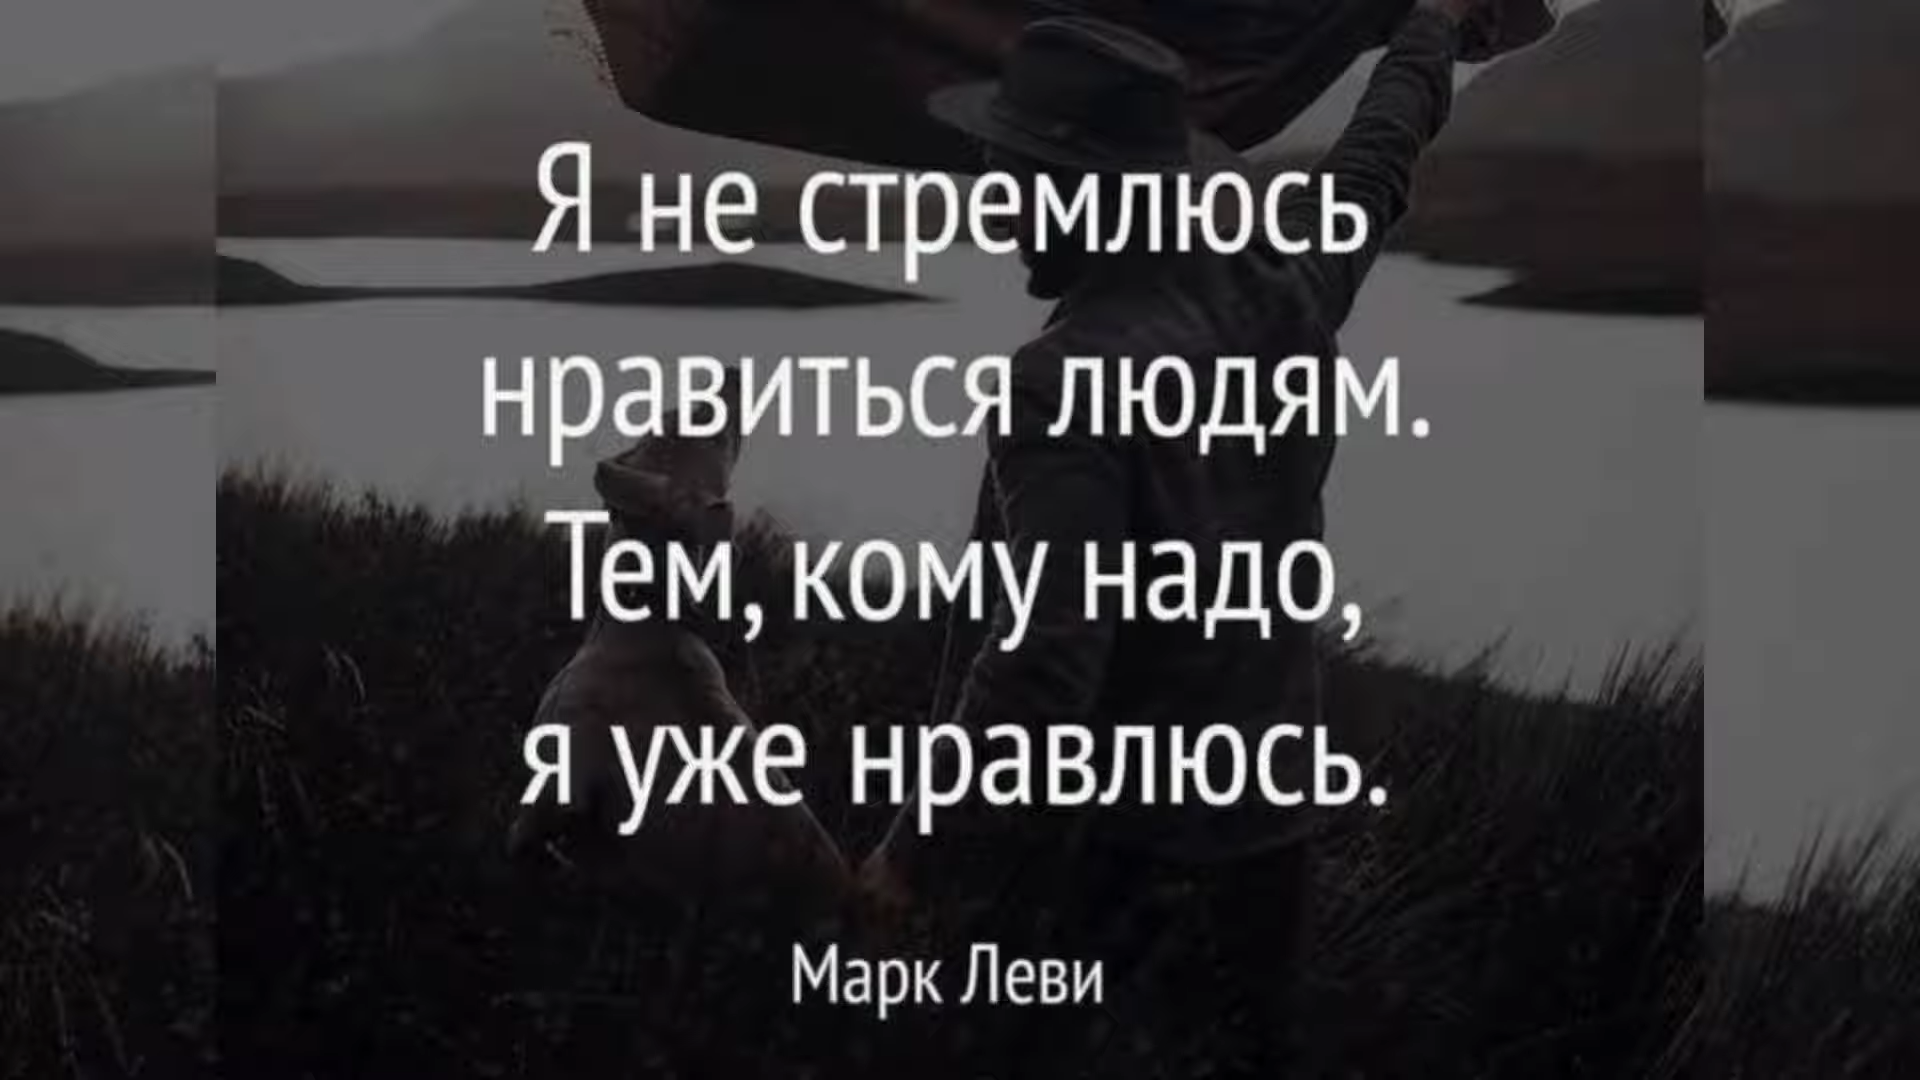 Я не стремлюсь
нравиться людям.
Тем, кому надо,
я уже нравлюсь.
Марк Леви